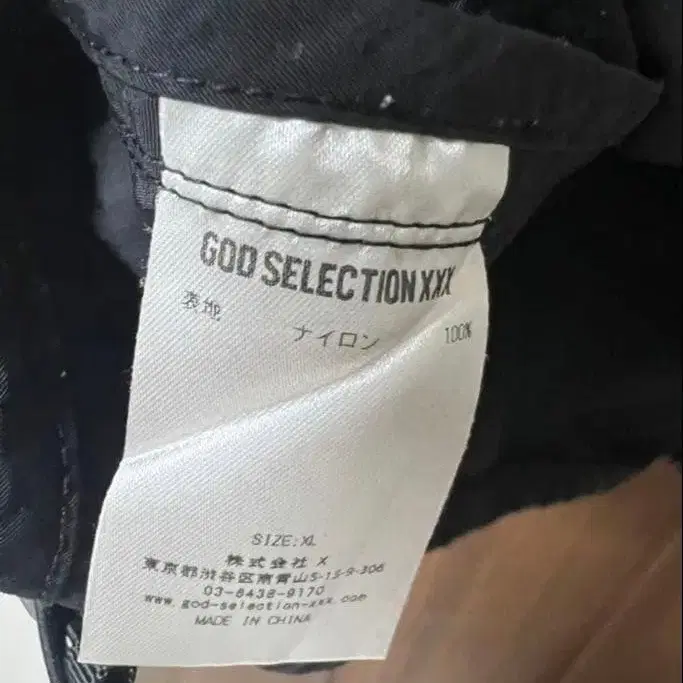 GOD SELECTION XXX
表地 ナイロン 100%
SIZE:XL
株式会社 X
東京都渋谷区南青山5-15-9-306
03-6438-9170
www.god-selection-xxx.com
MADE IN CHINA